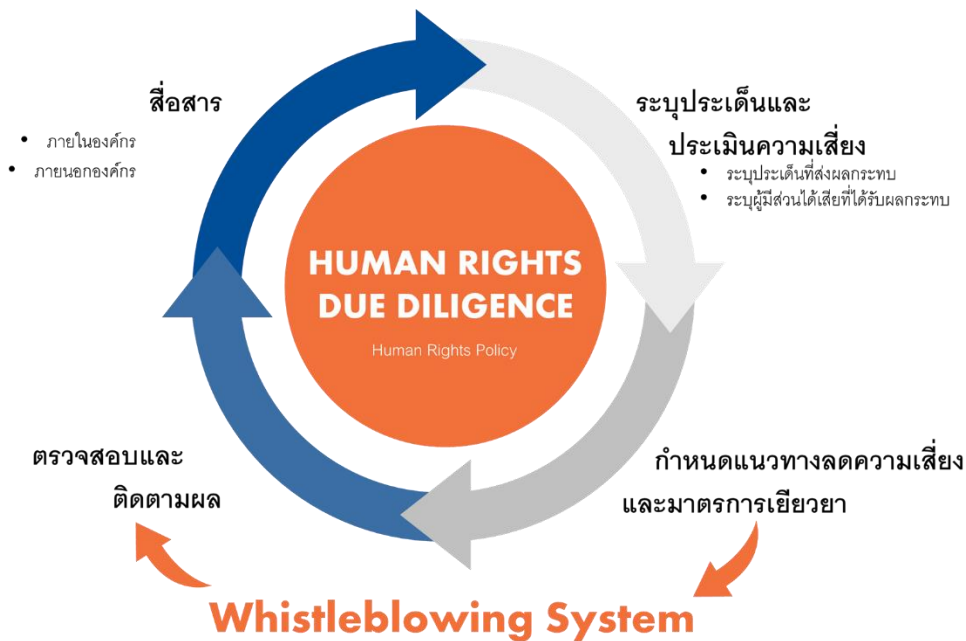 สื่อสาร
• ภายในองค์กร
• ภายนอกองค์กร
ระบุประเด็นและ
ประเมินความเสี่ยง
• ระบุประเด็นที่ส่งผลกระทบ
• ระบุผู้มีส่วนได้เสียที่ได้รับผลกระทบ
HUMAN RIGHTS
DUE DILIGENCE
Human Rights Policy
ตรวจสอบและ
ติดตามผล
กำหนดแนวทางลดความเสี่ยง
และมาตรการเยียวยา
Whistleblowing System